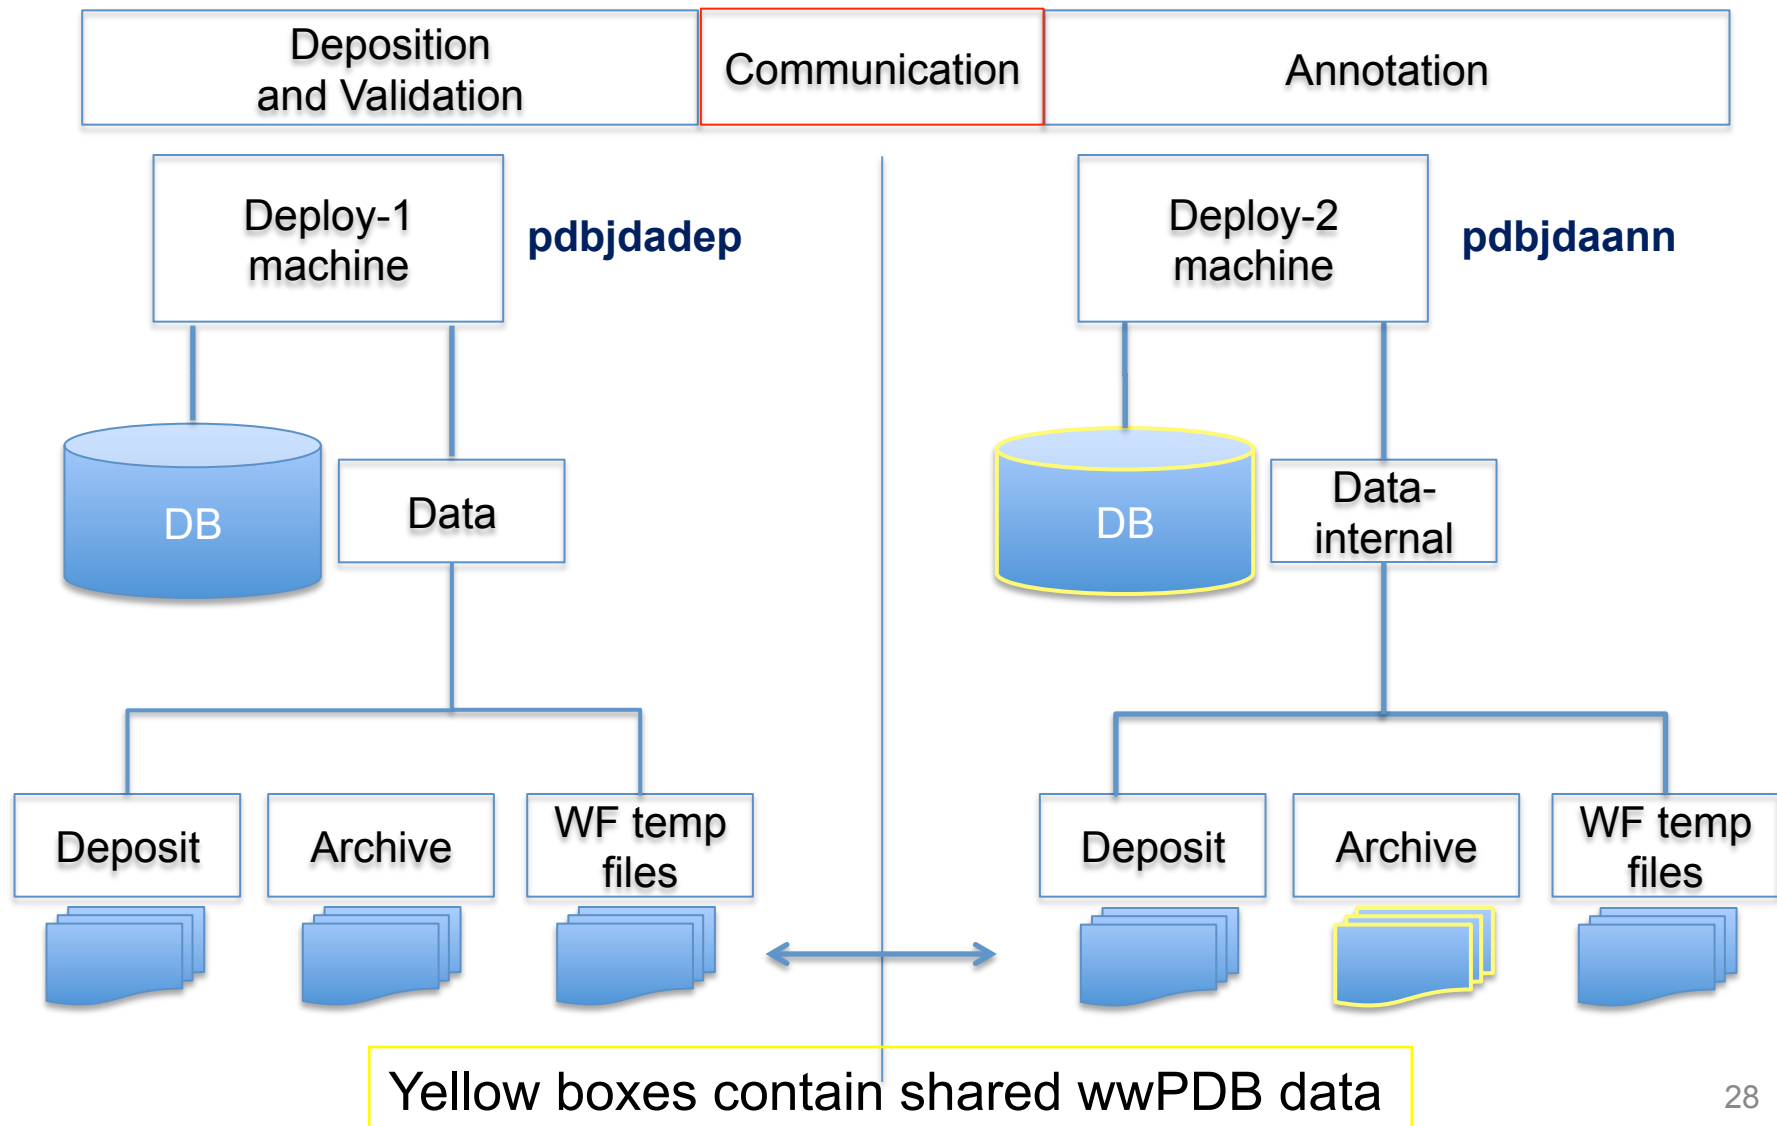 Deposition
and Validation
Communication
Annotation
Deploy-1
machine
pdbjdadep
Deploy-2
machine
pdbjdaann
DB
Data
DB
Data-
internal
Deposit
Archive
WF temp
files
Deposit
Archive
WF temp
files
Yellow boxes contain shared wwPDB data
28